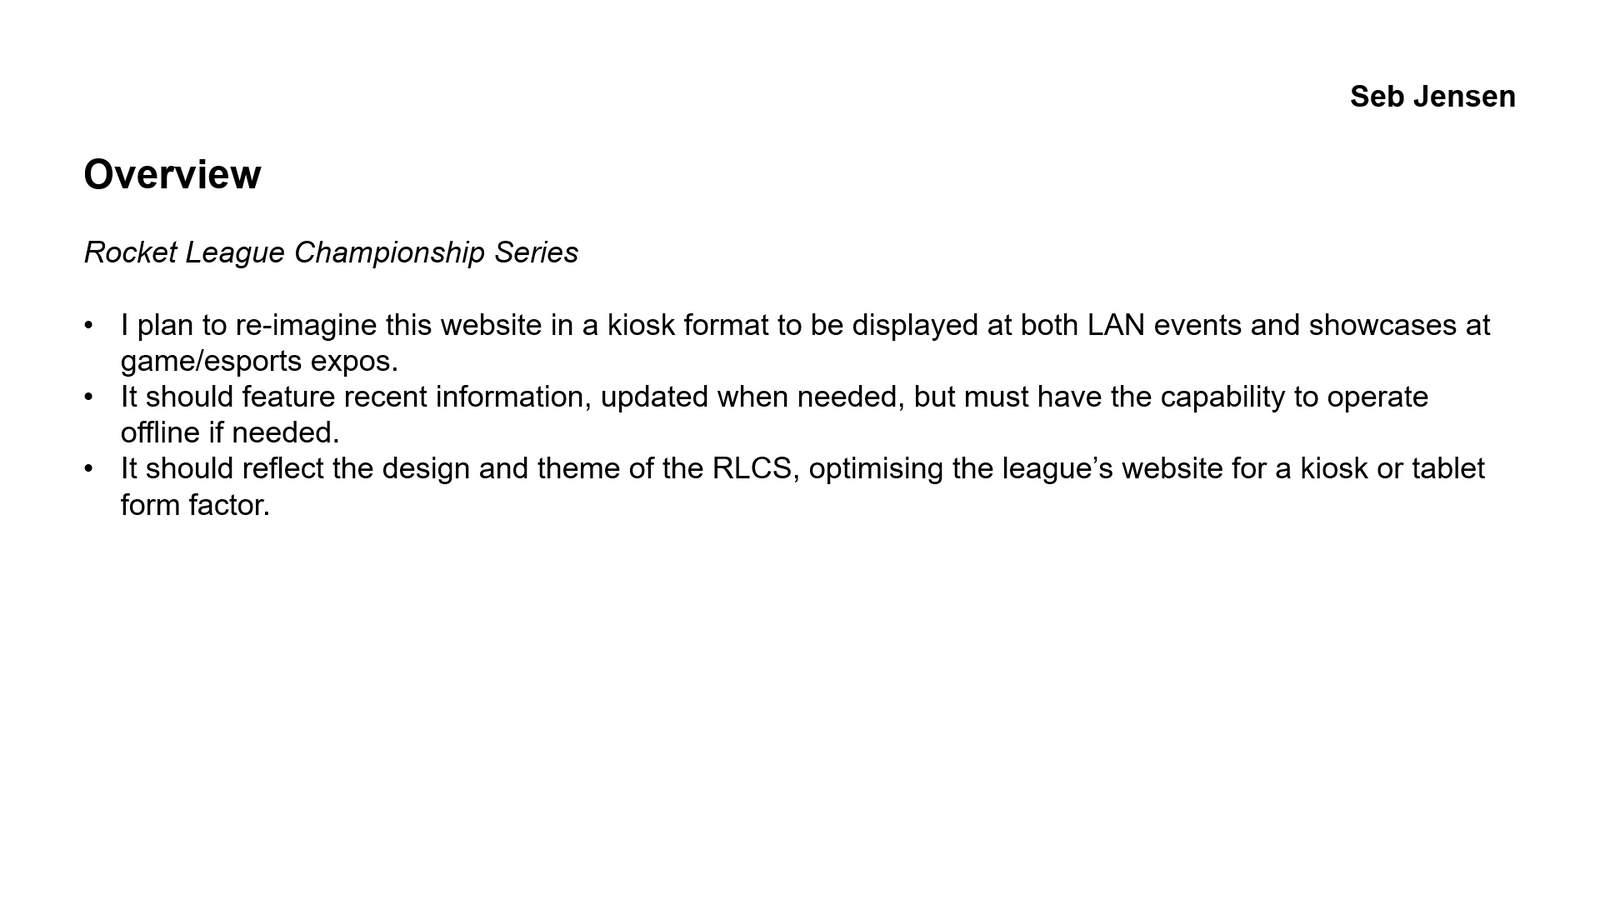 Seb Jensen
Overview
Rocket League Championship Series
• I plan to re-imagine this website in a kiosk format to be displayed at both LAN events and showcases at
game/esports expos.
• It should feature recent information, updated when needed, but must have the capability to operate
offline if needed.
• It should reflect the design and theme of the RLCS, optimising the league’s website for a kiosk or tablet
form factor.